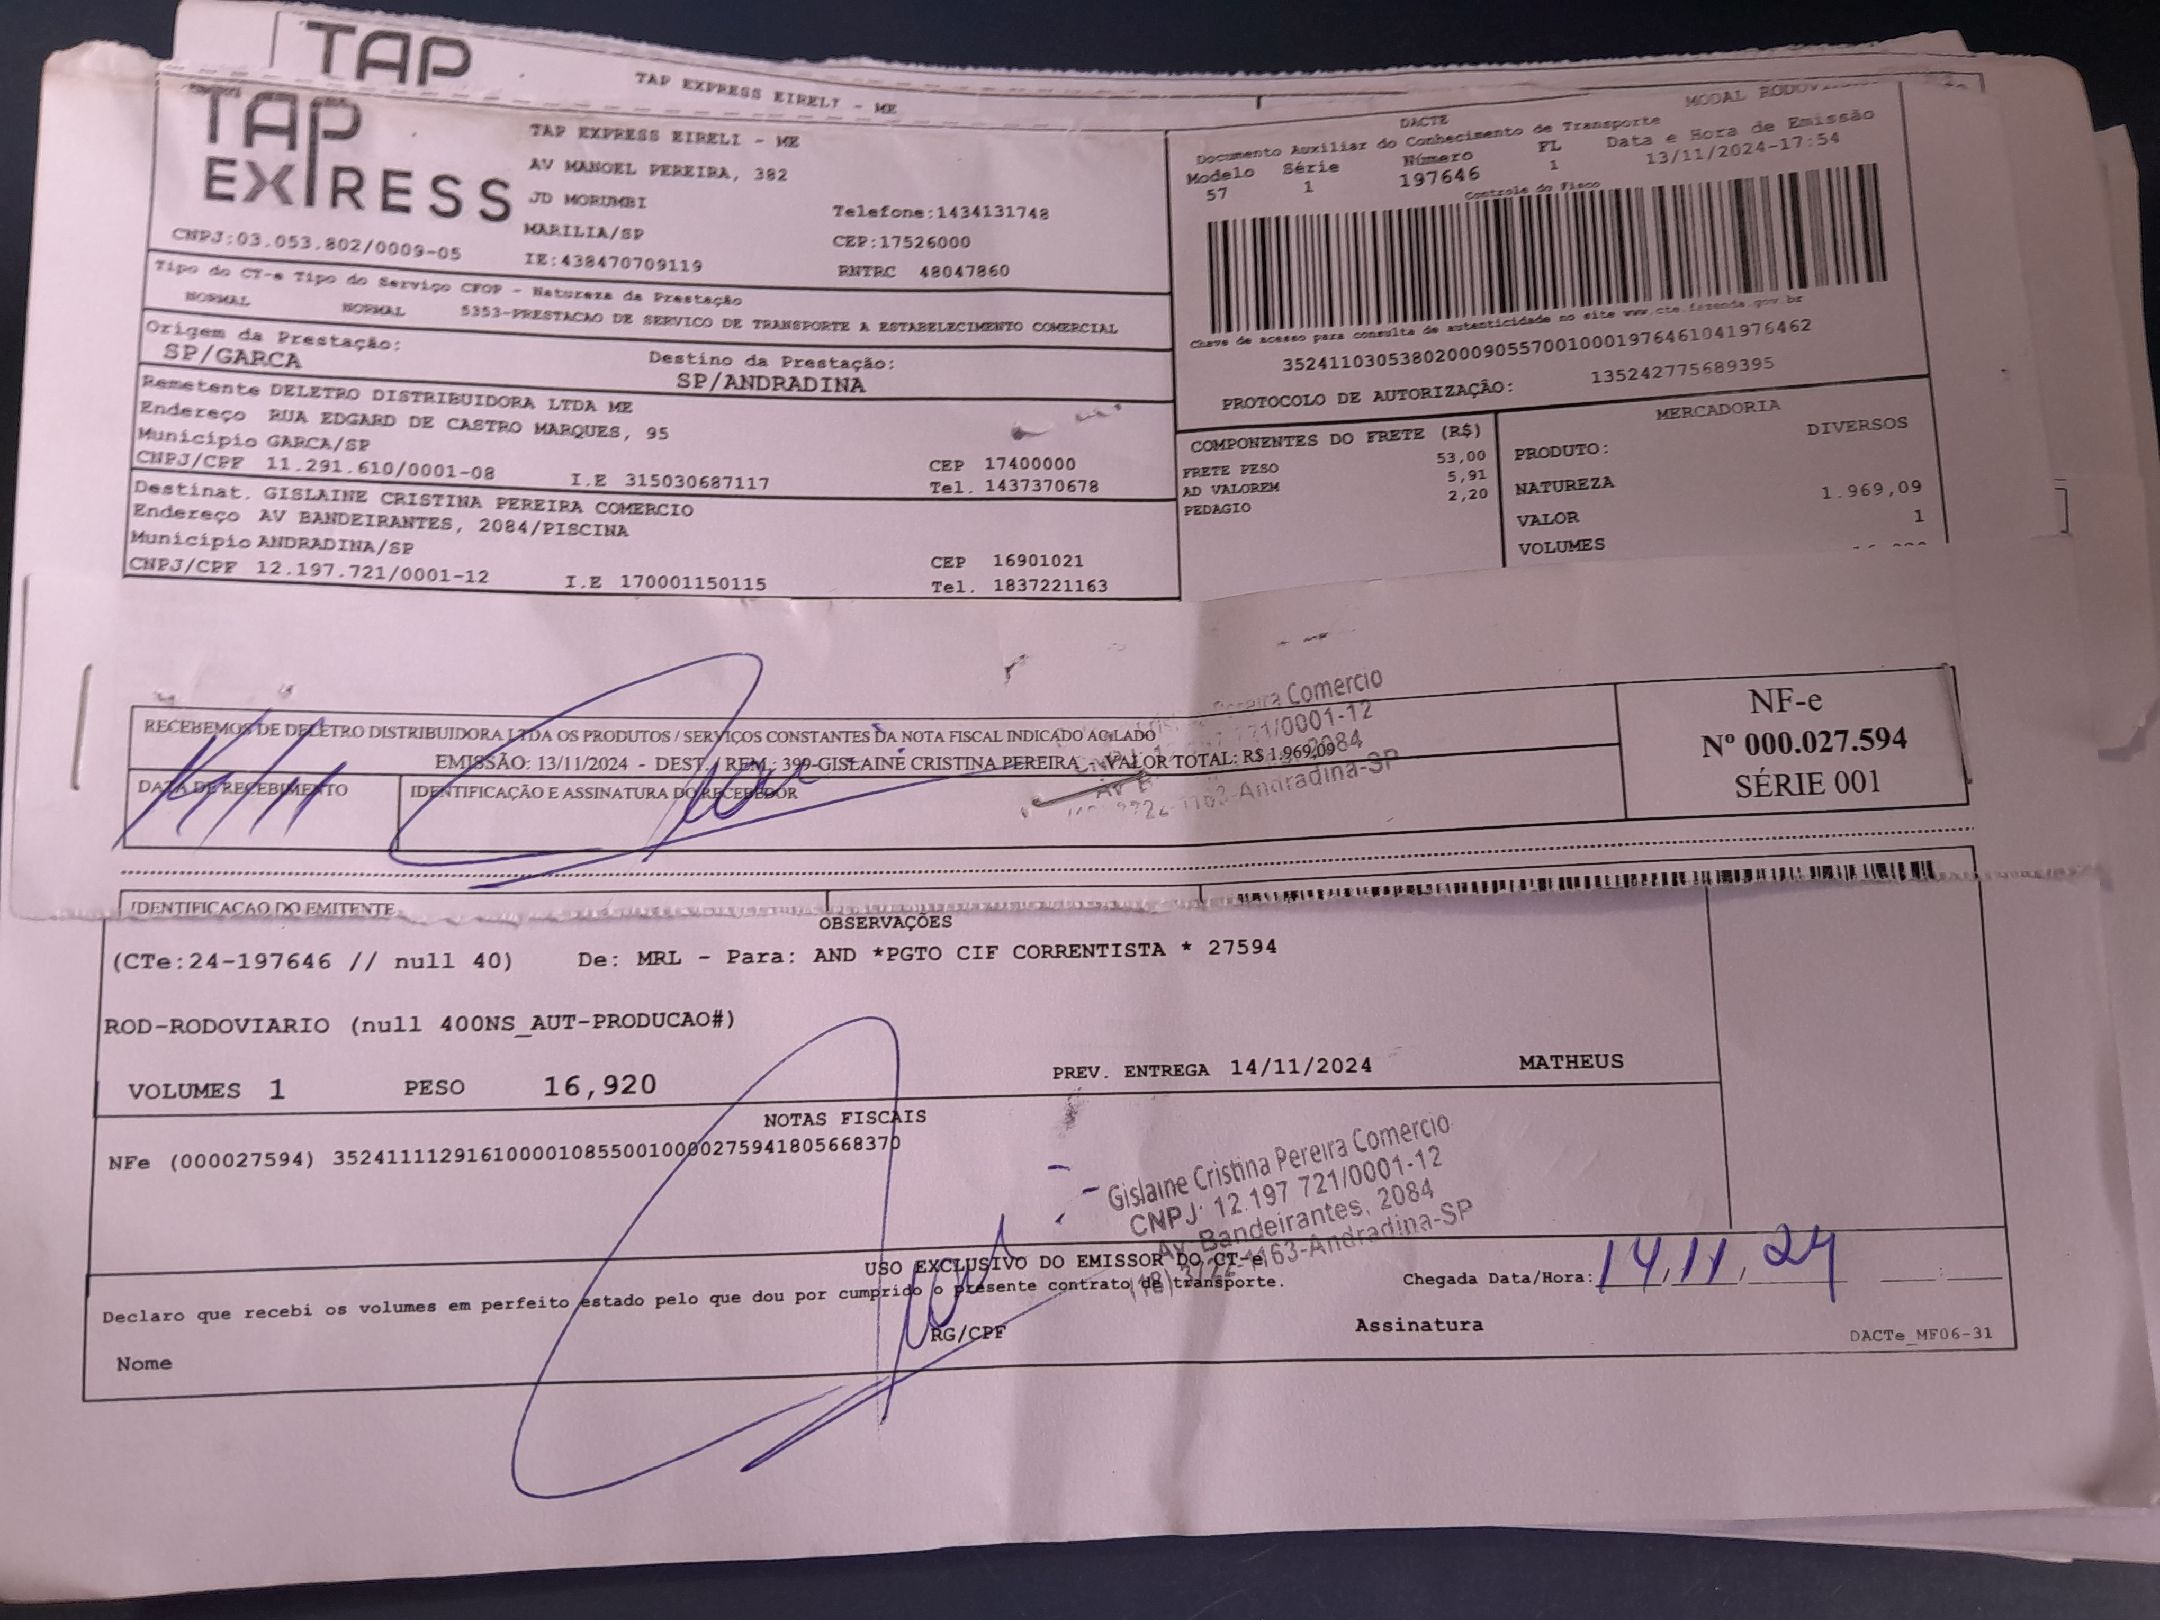 TAP
TAP EXPRESS EIRELI - ME
TAP
EXPRESS
CNPJ:03.053.802/0009-05
TAP EXPRESS EIRELI - ME
AV MANOEL PEREIRA, 382
JD MORUMBI
MARILIA/SP
IE:438470709119
Telefone:1434131748
CEP:17526000
RNTRC 48047860
DACTE
MODAL
Documento Auxiliar do Conhecimento de Transporte
Modelo Série Número FL Data e Hora de Emissão
57 1 197646 1 13/11/2024-17:54
Controle do Fisco
Chave de acesso para consulta de autenticidade no site www.cte.fazenda.gov.br
35241103053802000905570010001976461041976462
PROTOCOLO DE AUTORIZAÇÃO: 135242775689395
Tipo do CT-e Tipo do Serviço CFOP - Natureza da Prestação
NORMAL NORMAL 5353-PRESTACAO DE SERVICO DE TRANSPORTE A ESTABELECIMENTO COMERCIAL
Origem da Prestação: Destino da Prestação:
SP/GARCA SP/ANDRADINA
Remetente DELETRO DISTRIBUIDORA LTDA ME
Endereço RUA EDGARD DE CASTRO MARQUES, 95
Município GARCA/SP CEP 17400000
CNPJ/CPF 11.291.610/0001-08 I.E 315030687117 Tel. 1437370678
Destinat. GISLAINE CRISTINA PEREIRA COMERCIO
Endereço AV BANDEIRANTES, 2084/PISCINA
Município ANDRADINA/SP CEP 16901021
CNPJ/CPF 12.197.721/0001-12 I.E 170001150115 Tel. 1837221163
COMPONENTES DO FRETE (R$)
FRETE PESO 53,00
AD VALOREM 5,91
PEDAGIO 2,20
MERCADORIA
PRODUTO: DIVERSOS
NATUREZA
VALOR 1.969,09
VOLUMES 1
RECEBEMOS DE DELETRO DISTRIBUIDORA LTDA OS PRODUTOS / SERVIÇOS CONSTANTES DA NOTA FISCAL INDICADO AO LADO
EMISSÃO: 13/11/2024 - DEST. / REM.: 399-GISLAINE CRISTINA PEREIRA - VALOR TOTAL: R$ 1.969,09
DATA DE RECEBIMENTO
14/11
IDENTIFICAÇÃO E ASSINATURA DO RECEBEDOR
Pereira Comercio
721/0001-12
2084
1163-Andradina-SP
NF-e
Nº 000.027.594
SÉRIE 001
IDENTIFICAÇÃO DO EMITENTE
OBSERVAÇÕES
(CTe:24-197646 // null 40) De: MRL - Para: AND *PGTO CIF CORRENTISTA * 27594
ROD-RODOVIARIO (null 400NS_AUT-PRODUCAO#)
VOLUMES 1 PESO 16,920 PREV. ENTREGA 14/11/2024 MATHEUS
NOTAS FISCAIS
NFe (000027594) 35241111291610000108550010000275941805668370
Gislaine Cristina Pereira Comercio
CNPJ: 12.197 721/0001-12
Av. Bandeirantes, 2084
(18) 3722-1163-Andradina-SP
USO EXCLUSIVO DO EMISSOR DO CT-e
Declaro que recebi os volumes em perfeito estado pelo que dou por cumprido o presente contrato de transporte.
Chegada Data/Hora: 14/11/24
Nome RG/CPF Assinatura
DACTe_MF06-31